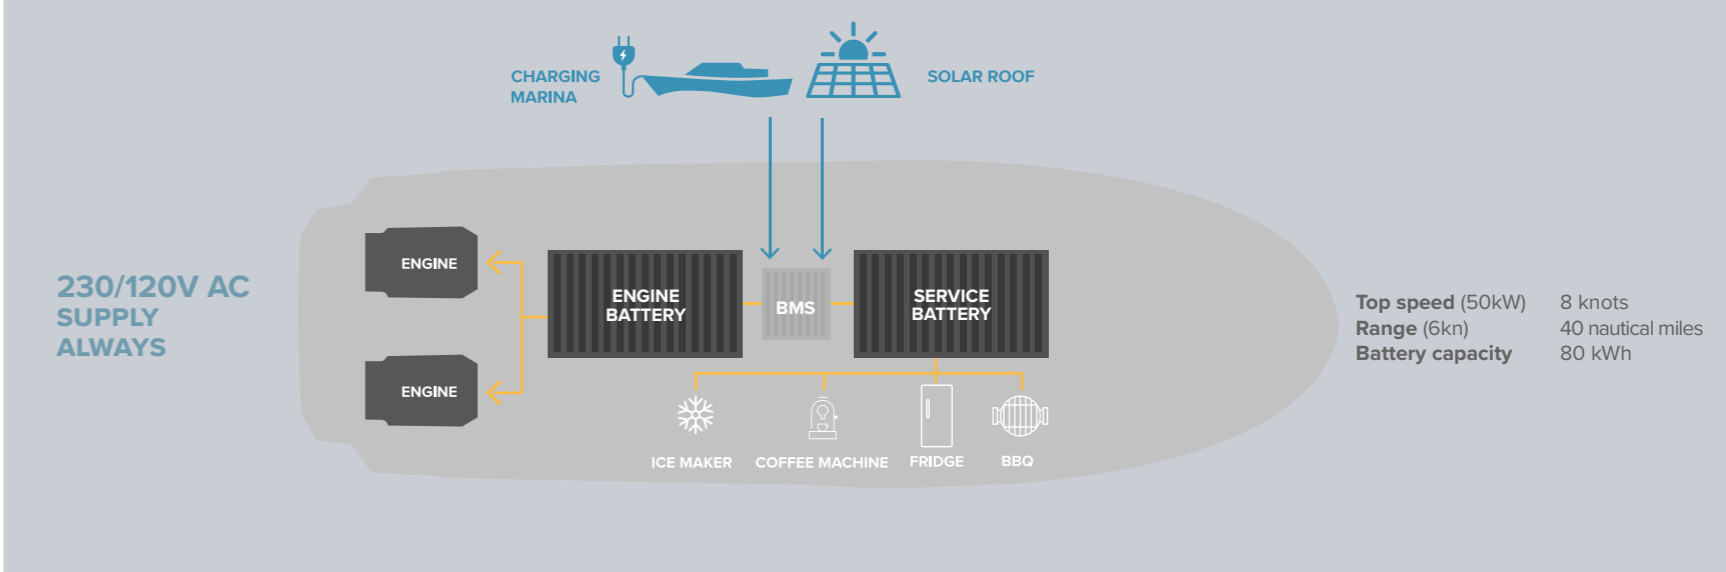 CHARGING
MARINA
SOLAR ROOF
230/120V AC
SUPPLY
ALWAYS
ENGINE
ENGINE
ENGINE
BATTERY
BMS
SERVICE
BATTERY
ICE MAKER
COFFEE MACHINE
FRIDGE
BBQ
Top speed (50kW) 8 knots
Range (6kn) 40 nautical miles
Battery capacity 80 kWh